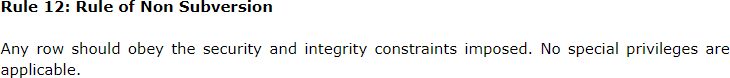 Rule 12: Rule of Non Subversion
Any row should obey the security and integrity constraints imposed. No special privileges are
applicable.